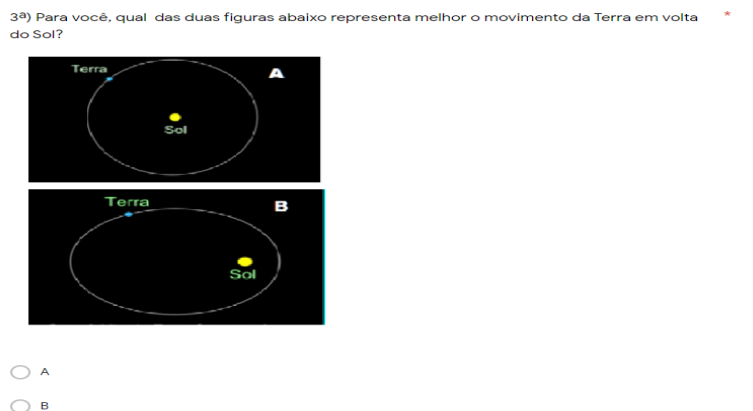 3ª) Para você, qual das duas figuras abaixo representa melhor o movimento da Terra em volta *
do Sol?
Terra
A
Sol
Terra
B
Sol
A
B